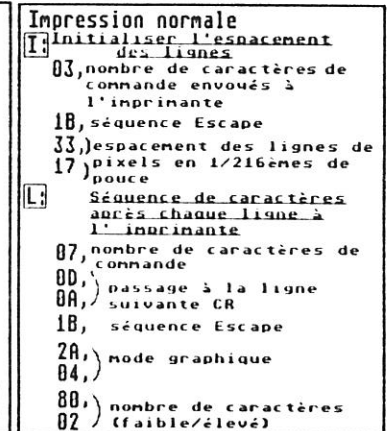 Impression normale
I: Initialiser l'espacement
des lignes
03, nombre de caractères de
commande envoyés à
l'imprimante
1B, séquence Escape
33,)espacement des lignes de
17 )pixels en 1/216èmes de
pouce
L: Séquence de caractères
après chaque ligne à
l' imprimante
07, nombre de caractères de
commande
0D,) passage à la ligne
0A,) suivante CR
1B, séquence Escape
2A,) mode graphique
04,)
80,) nombre de caractères
02 ) (faible/élevé)